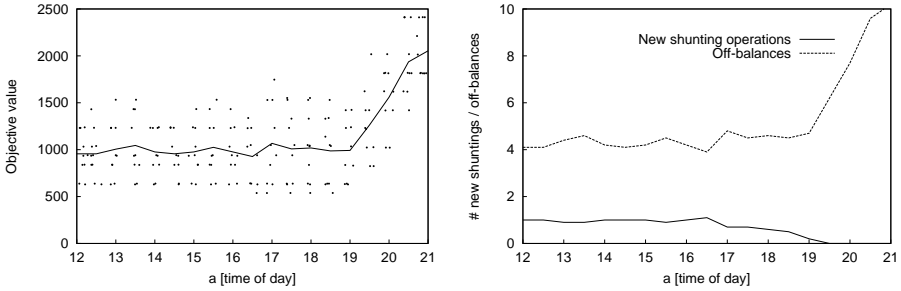 2500
2000
1500
1000
500
0
Objective value
12 13 14 15 16 17 18 19 20 21
a [time of day]
10
8
6
4
2
0
# new shuntings / off-balances
New shunting operations
Off-balances
12 13 14 15 16 17 18 19 20 21
a [time of day]